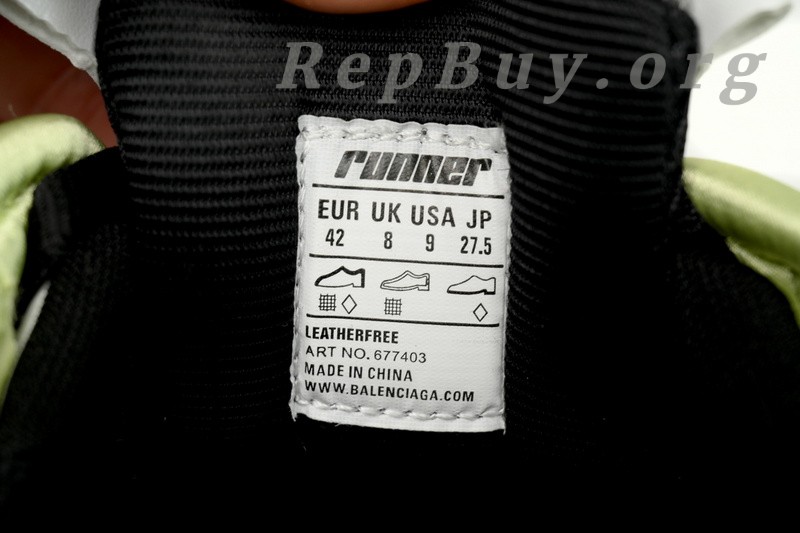 RepBuy.org
runner
EUR UK USA JP
42 8 9 27.5
LEATHERFREE
ART NO. 677403
MADE IN CHINA
WWW.BALENCIAGA.COM